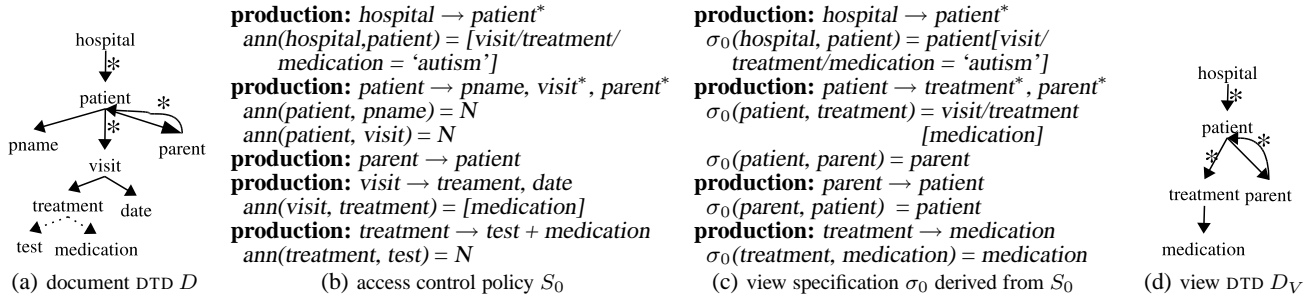 hospital
*
patient
*
*
pname
parent
visit
treatment
date
test
medication
(a) document DTD D
production: hospital → patient*
ann(hospital,patient) = [visit/treatment/
medication = ‘autism’]
production: patient → pname, visit*, parent*
ann(patient, pname) = N
ann(patient, visit) = N
production: parent → patient
production: visit → treament, date
ann(visit, treatment) = [medication]
production: treatment → test + medication
ann(treatment, test) = N
(b) access control policy S₀
production: hospital → patient*
σ₀(hospital, patient) = patient[visit/
treatment/medication = ‘autism’]
production: patient → treatment*, parent*
σ₀(patient, treatment) = visit/treatment
[medication]
σ₀(patient, parent) = parent
production: parent → patient
σ₀(parent, patient) = patient
production: treatment → medication
σ₀(treatment, medication) = medication
(c) view specification σ₀ derived from S₀
hospital
*
patient
*
*
treatment parent
medication
(d) view DTD D_V